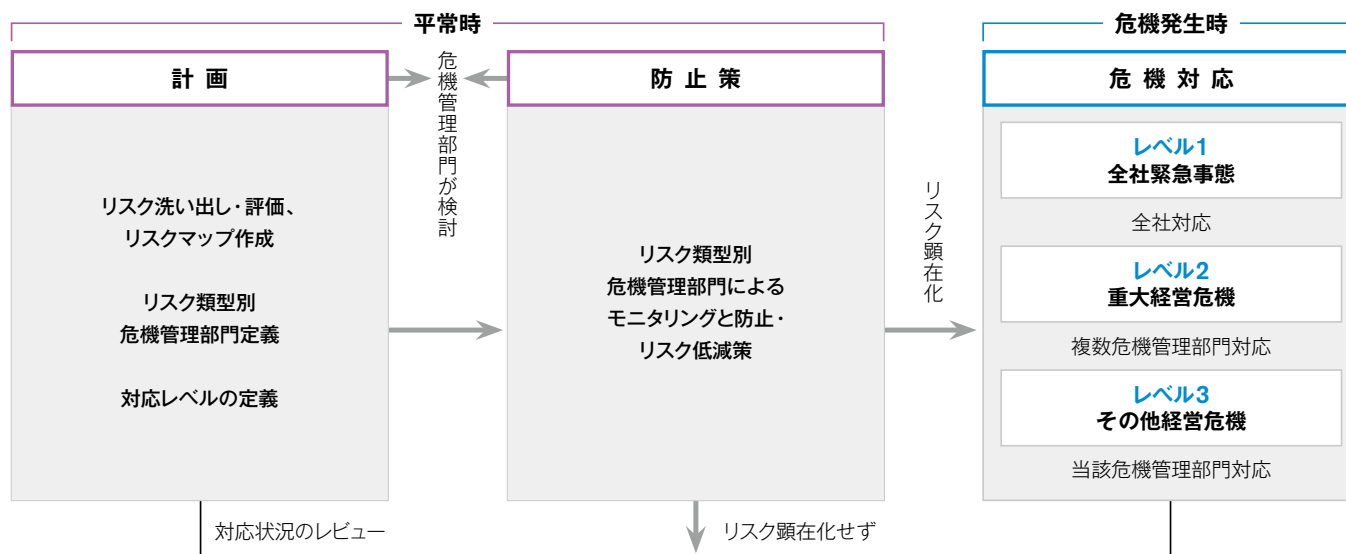 平常時
計画
危機管理部門が検討
防止策
リスク洗い出し・評価、
リスクマップ作成
リスク類型別
危機管理部門定義
対応レベルの定義
リスク類型別
危機管理部門による
モニタリングと防止・
リスク低減策
リスク顕在化
危機発生時
危機対応
レベル1
全社緊急事態
全社対応
レベル2
重大経営危機
複数危機管理部門対応
レベル3
その他経営危機
当該危機管理部門対応
対応状況のレビュー
リスク顕在化せず